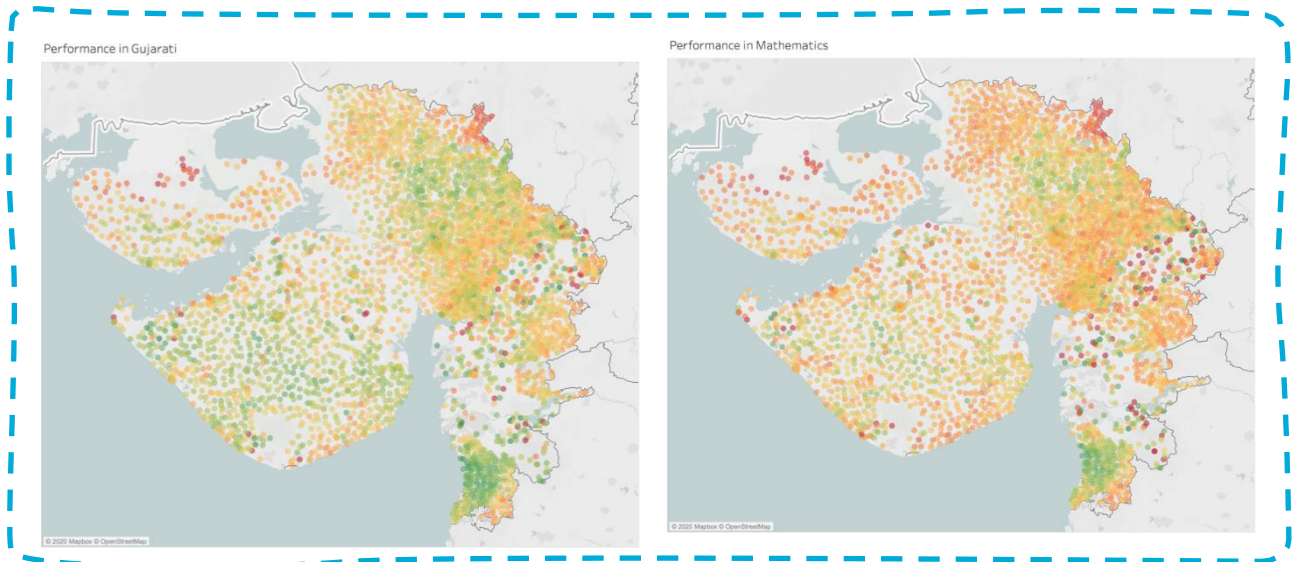 Performance in Gujarati
Performance in Mathematics
© 2020 Mapbox © OpenStreetMap
© 2020 Mapbox © OpenStreetMap